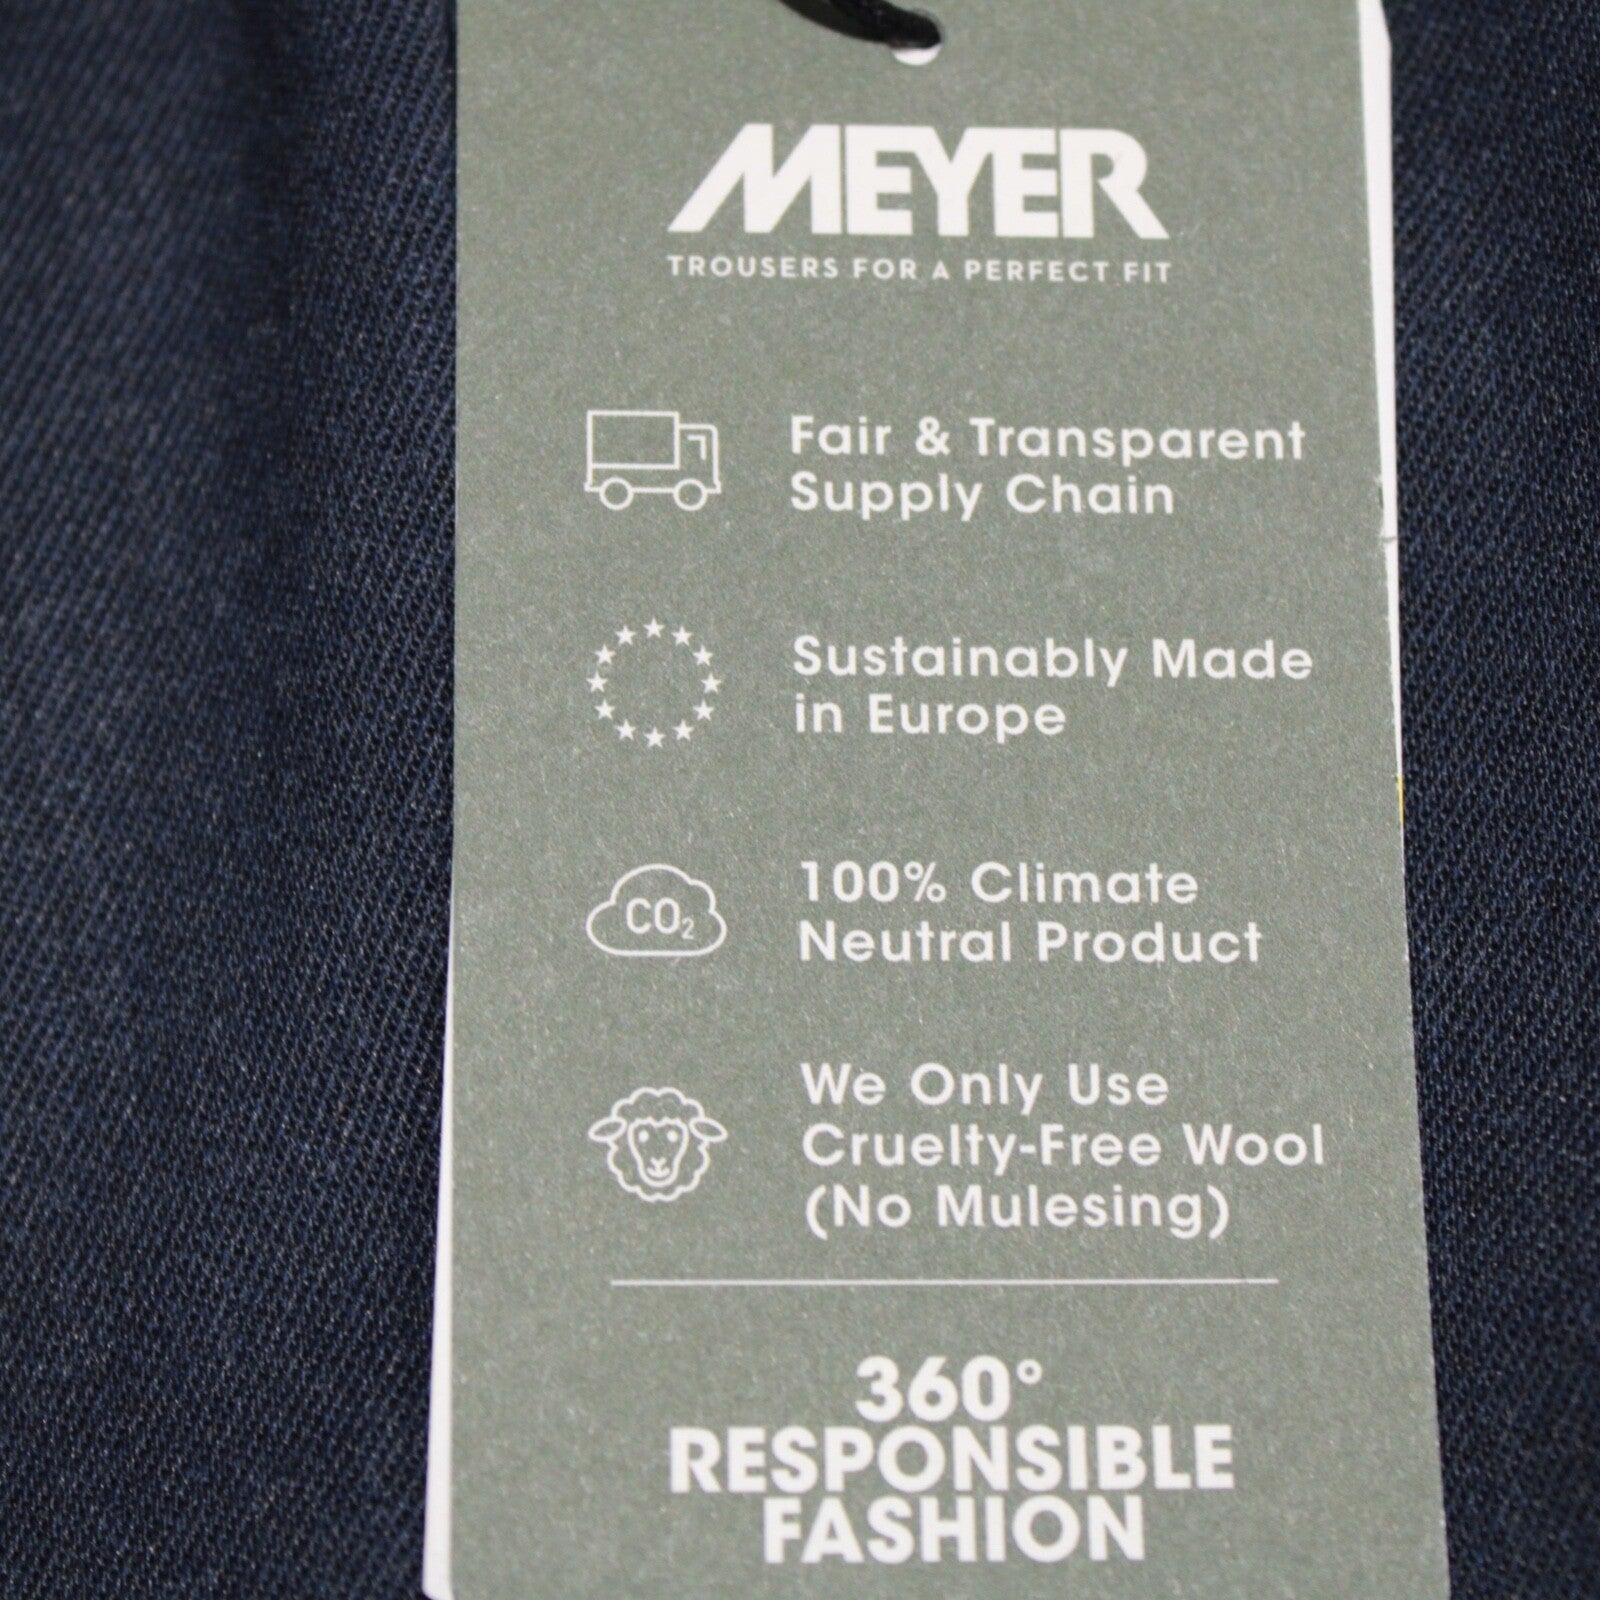 MEYER
TROUSERS FOR A PERFECT FIT
Fair & Transparent
Supply Chain
Sustainably Made
in Europe
CO₂
100% Climate
Neutral Product
We Only Use
Cruelty-Free Wool
(No Mulesing)
360°
RESPONSIBLE
FASHION